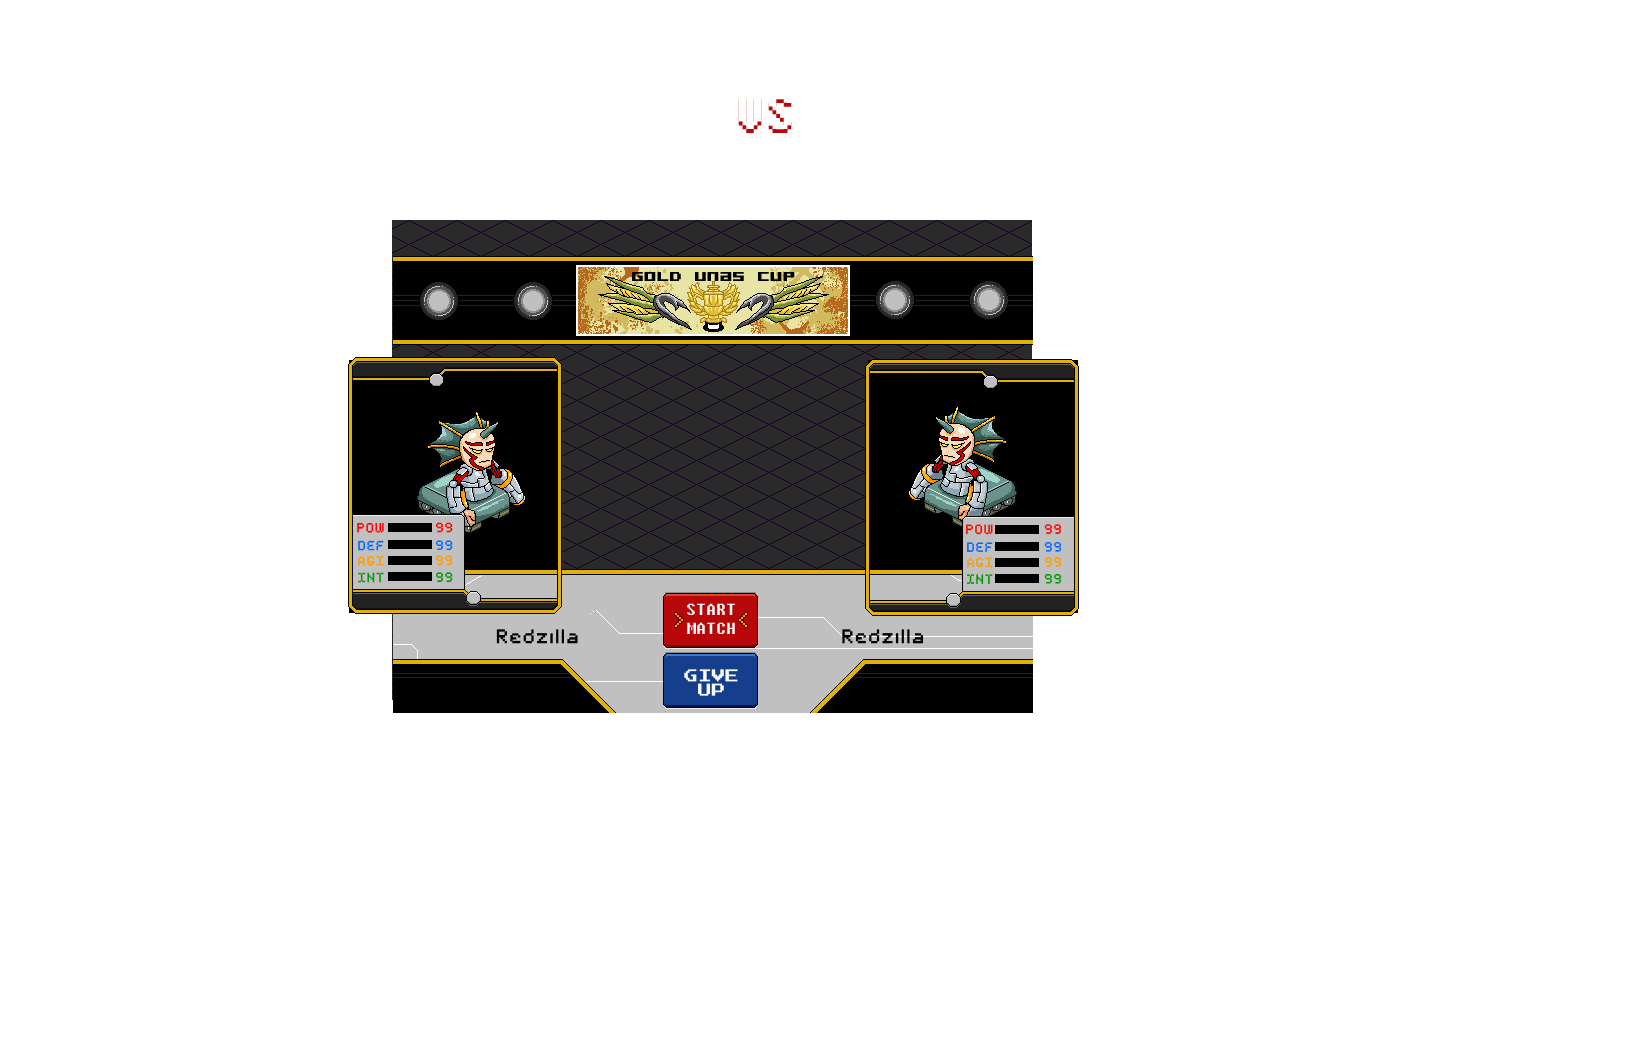 VS
GOLD UNAS CUP
POW 99
DEF 99
AGI 99
INT 99
POW 99
DEF 99
AGI 99
INT 99
START
> MATCH <
Redzilla
Redzilla
GIVE
UP